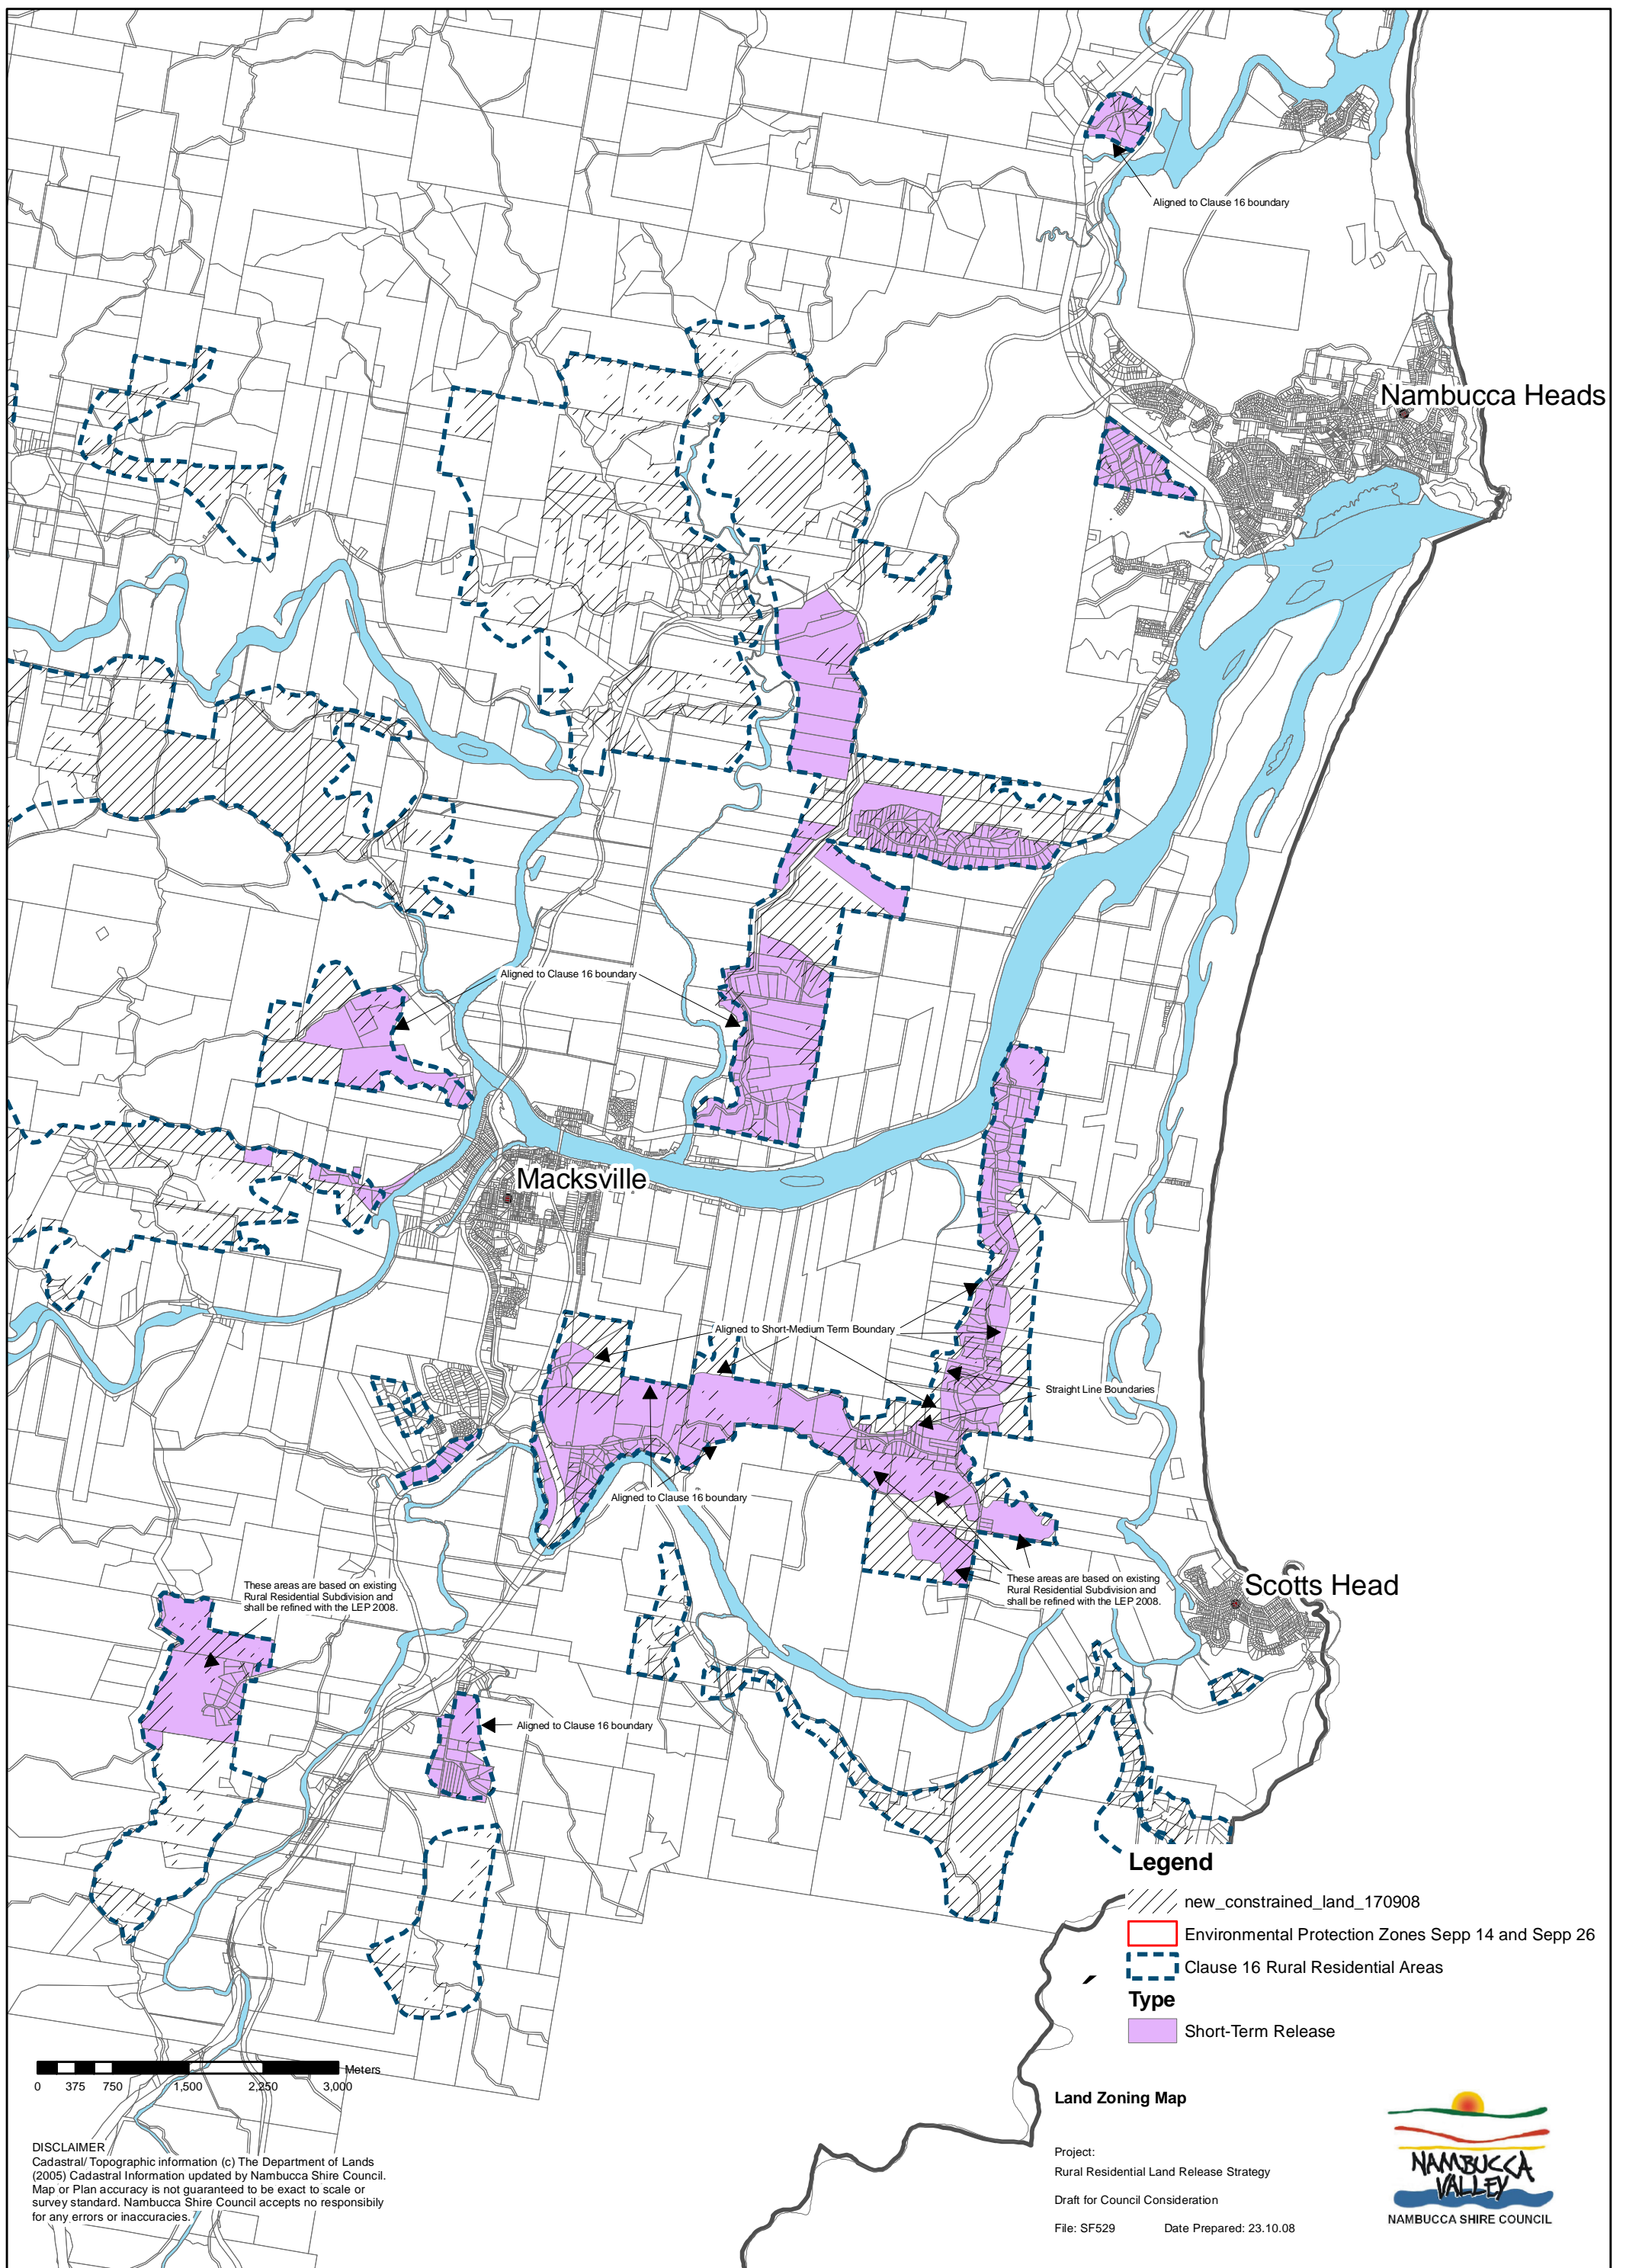 Aligned to Clause 16 boundary
Nambucca Heads
Aligned to Clause 16 boundary
Macksville
Aligned to Short-Medium Term Boundary
Straight Line Boundaries
Aligned to Clause 16 boundary
These areas are based on existing
Rural Residential Subdivision and
shall be refined with the LEP 2008.
These areas are based on existing
Rural Residential Subdivision and
shall be refined with the LEP 2008.
Scotts Head
Aligned to Clause 16 boundary
Legend
new_constrained_land_170908
Environmental Protection Zones Sepp 14 and Sepp 26
Clause 16 Rural Residential Areas
Type
Short-Term Release
Meters
0 375 750 1,500 2,250 3,000
DISCLAIMER
Cadastral/ Topographic information (c) The Department of Lands
(2005) Cadastral Information updated by Nambucca Shire Council.
Map or Plan accuracy is not guaranteed to be exact to scale or
survey standard. Nambucca Shire Council accepts no responsibily
for any errors or inaccuracies.
Land Zoning Map
Project:
Rural Residential Land Release Strategy
Draft for Council Consideration
File: SF529 Date Prepared: 23.10.08
NAMBUCCA
VALLEY
NAMBUCCA SHIRE COUNCIL